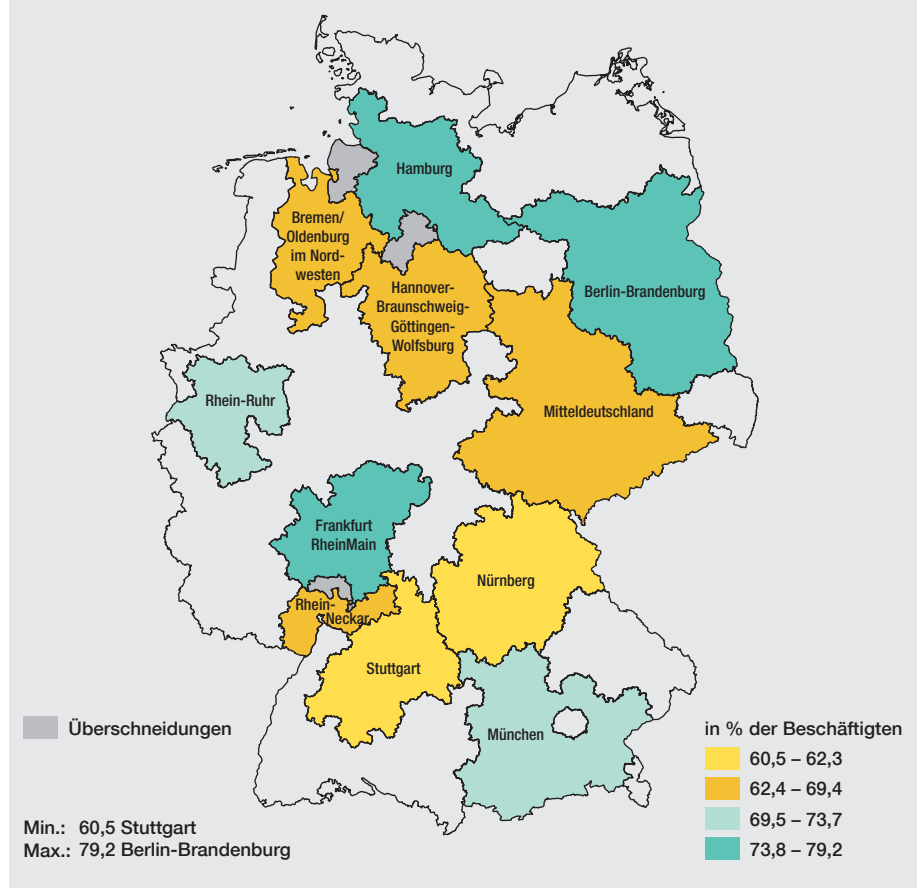 Hamburg
Bremen/
Oldenburg
im Nord-
westen
Hannover-
Braunschweig-
Göttingen-
Wolfsburg
Berlin-Brandenburg
Rhein-Ruhr
Mitteldeutschland
Frankfurt
RheinMain
Nürnberg
Rhein-
Neckar
Stuttgart
München
Überschneidungen
Min.: 60,5 Stuttgart
Max.: 79,2 Berlin-Brandenburg
in % der Beschäftigten
60,5 – 62,3
62,4 – 69,4
69,5 – 73,7
73,8 – 79,2